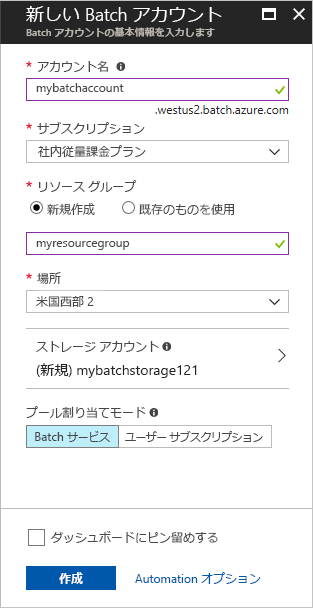 新しい Batch アカウント
Batch アカウントの基本情報を入力します
* アカウント名
mybatchaccount
.westus2.batch.azure.com
* サブスクリプション
社内従量課金プラン
* リソース グループ
新規作成 既存のものを使用
myresourcegroup
* 場所
米国西部 2
ストレージ アカウント
(新規) mybatchstorage121
プール割り当てモード
Batch サービス ユーザー サブスクリプション
ダッシュボードにピン留めする
作成 Automation オプション